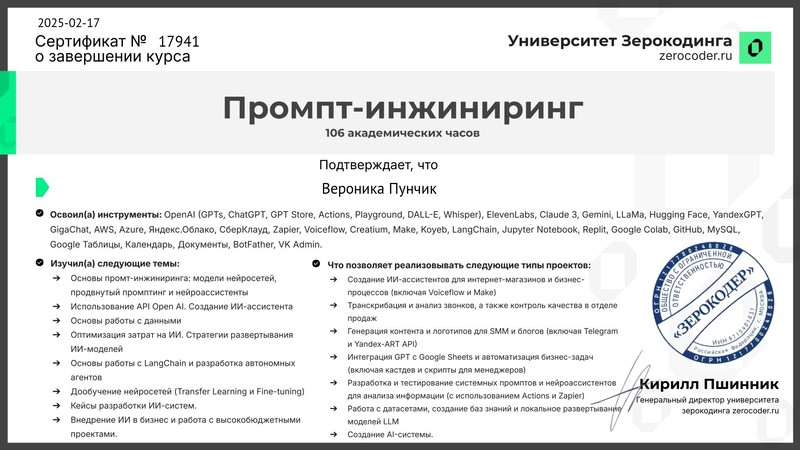 2025-02-17
Сертификат № 17941
о завершении курса
Университет Зерокодинга
zerocoder.ru
Промпт-инжиниринг
106 академических часов
Подтверждает, что
Вероника Пунчик
Освоил(а) инструменты: OpenAI (GPTs, ChatGPT, GPT Store, Actions, Playground, DALL-E, Whisper), ElevenLabs, Claude 3, Gemini, LLaMa, Hugging Face, YandexGPT,
GigaChat, AWS, Azure, Яндекс.Облако, СберКлауд, Zapier, Voiceflow, Creatium, Make, Koyeb, LangChain, Jupyter Notebook, Replit, Google Colab, GitHub, MySQL,
Google Таблицы, Календарь, Документы, BotFather, VK Admin.
Изучил(а) следующие темы:
Основы промт-инжиниринга: модели нейросетей,
продвнутый промптинг и нейроассистенты
Использование API Open AI. Создание ИИ-ассистента
Основы работы с данными
Оптимизация затрат на ИИ. Стратегии развертывания
ИИ-моделей
Основы работы с LangChain и разработка автономных
агентов
Дообучение нейросетей (Transfer Learning и Fine-tuning)
Кейсы разработки ИИ-систем.
Внедрение ИИ в бизнес и работа с высокобюджетными
проектами.
Что позволяет реализовывать следующие типы проектов:
Создание ИИ-ассистентов для интернет-магазинов и бизнес-
процессов (включая Voiceflow и Make)
Транскрибация и анализ звонков, а также контроль качества в отделе
продаж
Генерация контента и логотипов для SMM и блогов (включая Telegram
и Yandex-ART API)
Интеграция GPT с Google Sheets и автоматизация бизнес-задач
(включая кастдев и скрипты для менеджеров)
Разработка и тестирование системных промптов и нейроассистентов
для анализа информации (с использованием Actions и Zapier)
Работа с датасетами, создание баз знаний и локальное развертывание
моделей LLM
Создание AI-системы.
ОБЩЕСТВО С ОГРАНИЧЕННОЙ
ОТВЕТСТВЕННОСТЬЮ
«ЗЕРОКОДЕР»
Российская Федерация, г. МОСКВА
Кирилл Пшинник
Генеральный директор университета
зерокодинга zerocoder.ru